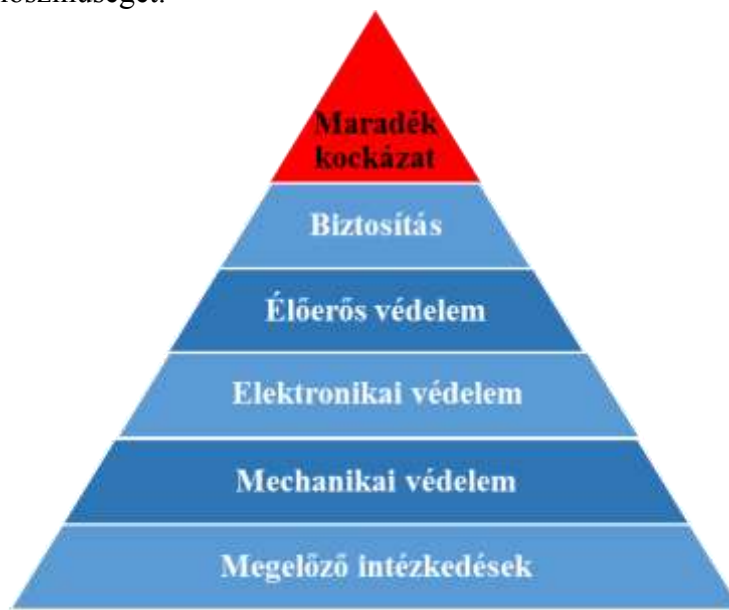 Maradék
kockázat
Biztosítás
Élőerős védelem
Elektronikai védelem
Mechanikai védelem
Megelőző intézkedések